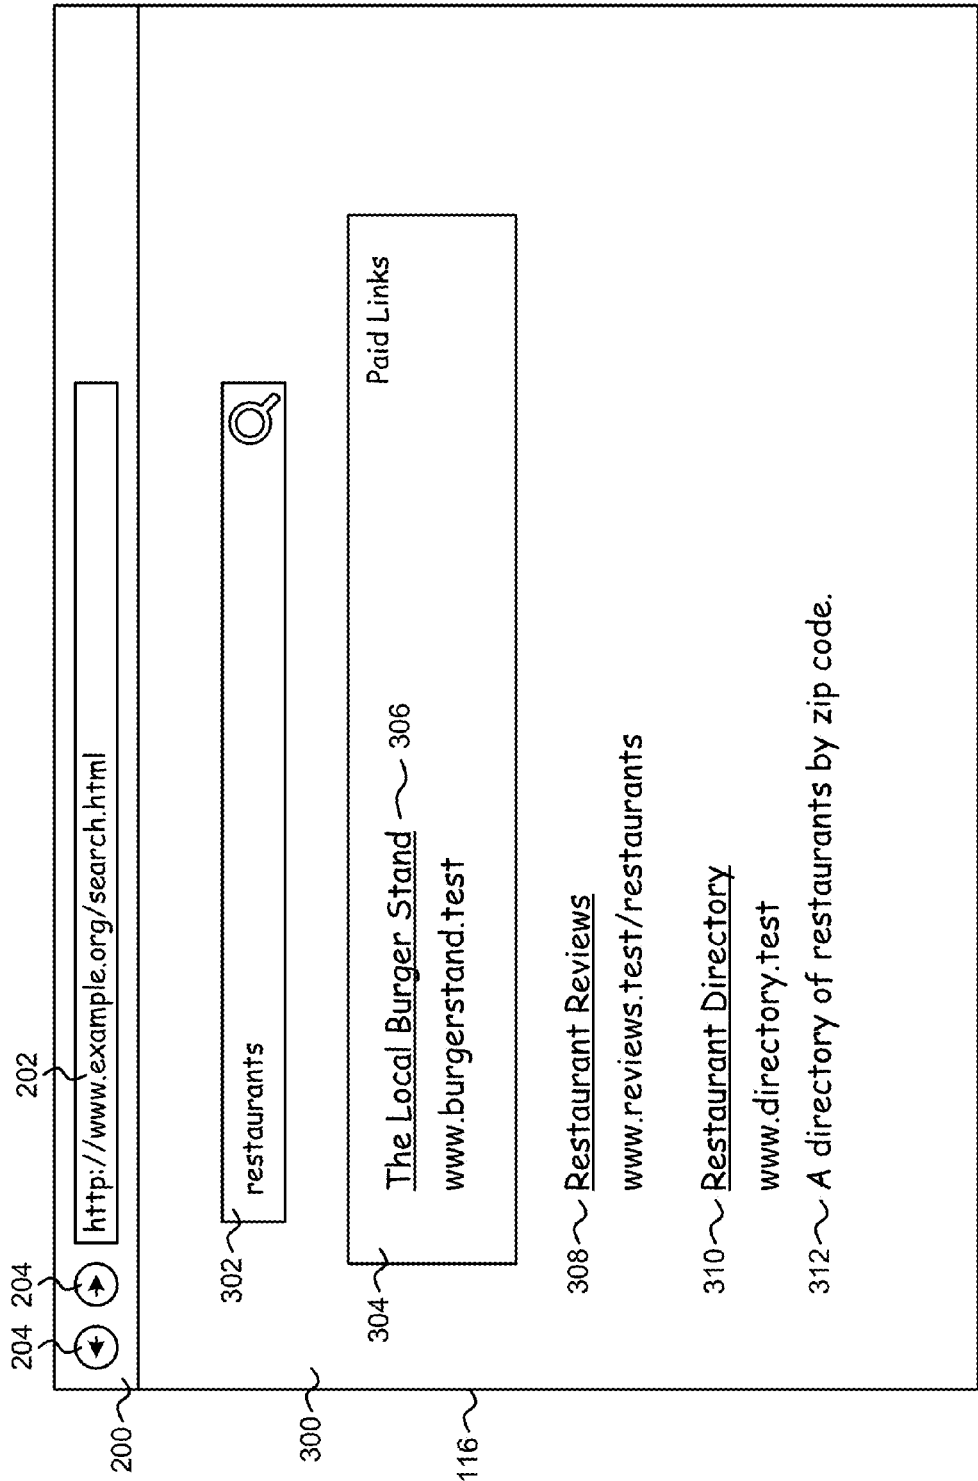 202
204 204
200
http://www.example.org/search.html
302
restaurants
300
304
Paid Links
The Local Burger Stand 306
www.burgerstand.test
116
308 Restaurant Reviews
www.reviews.test/restaurants
310 Restaurant Directory
www.directory.test
312 A directory of restaurants by zip code.